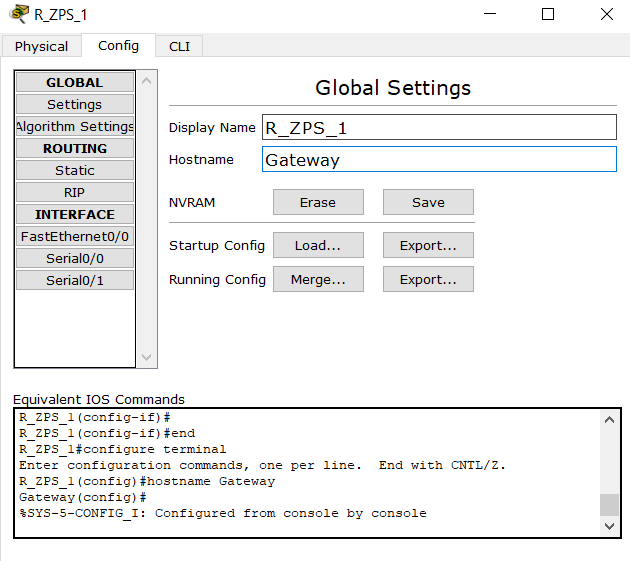 R_ZPS_1
Physical
Config
CLI
GLOBAL
Settings
Algorithm Settings
ROUTING
Static
RIP
INTERFACE
FastEthernet0/0
Serial0/0
Serial0/1
Global Settings
Display Name R_ZPS_1
Hostname Gateway
NVRAM Erase Save
Startup Config Load... Export...
Running Config Merge... Export...
Equivalent IOS Commands
R_ZPS_1(config-if)#
R_ZPS_1(config-if)#end
R_ZPS_1#configure terminal
Enter configuration commands, one per line.  End with CNTL/Z.
R_ZPS_1(config)#hostname Gateway
Gateway(config)#
%SYS-5-CONFIG_I: Configured from console by console